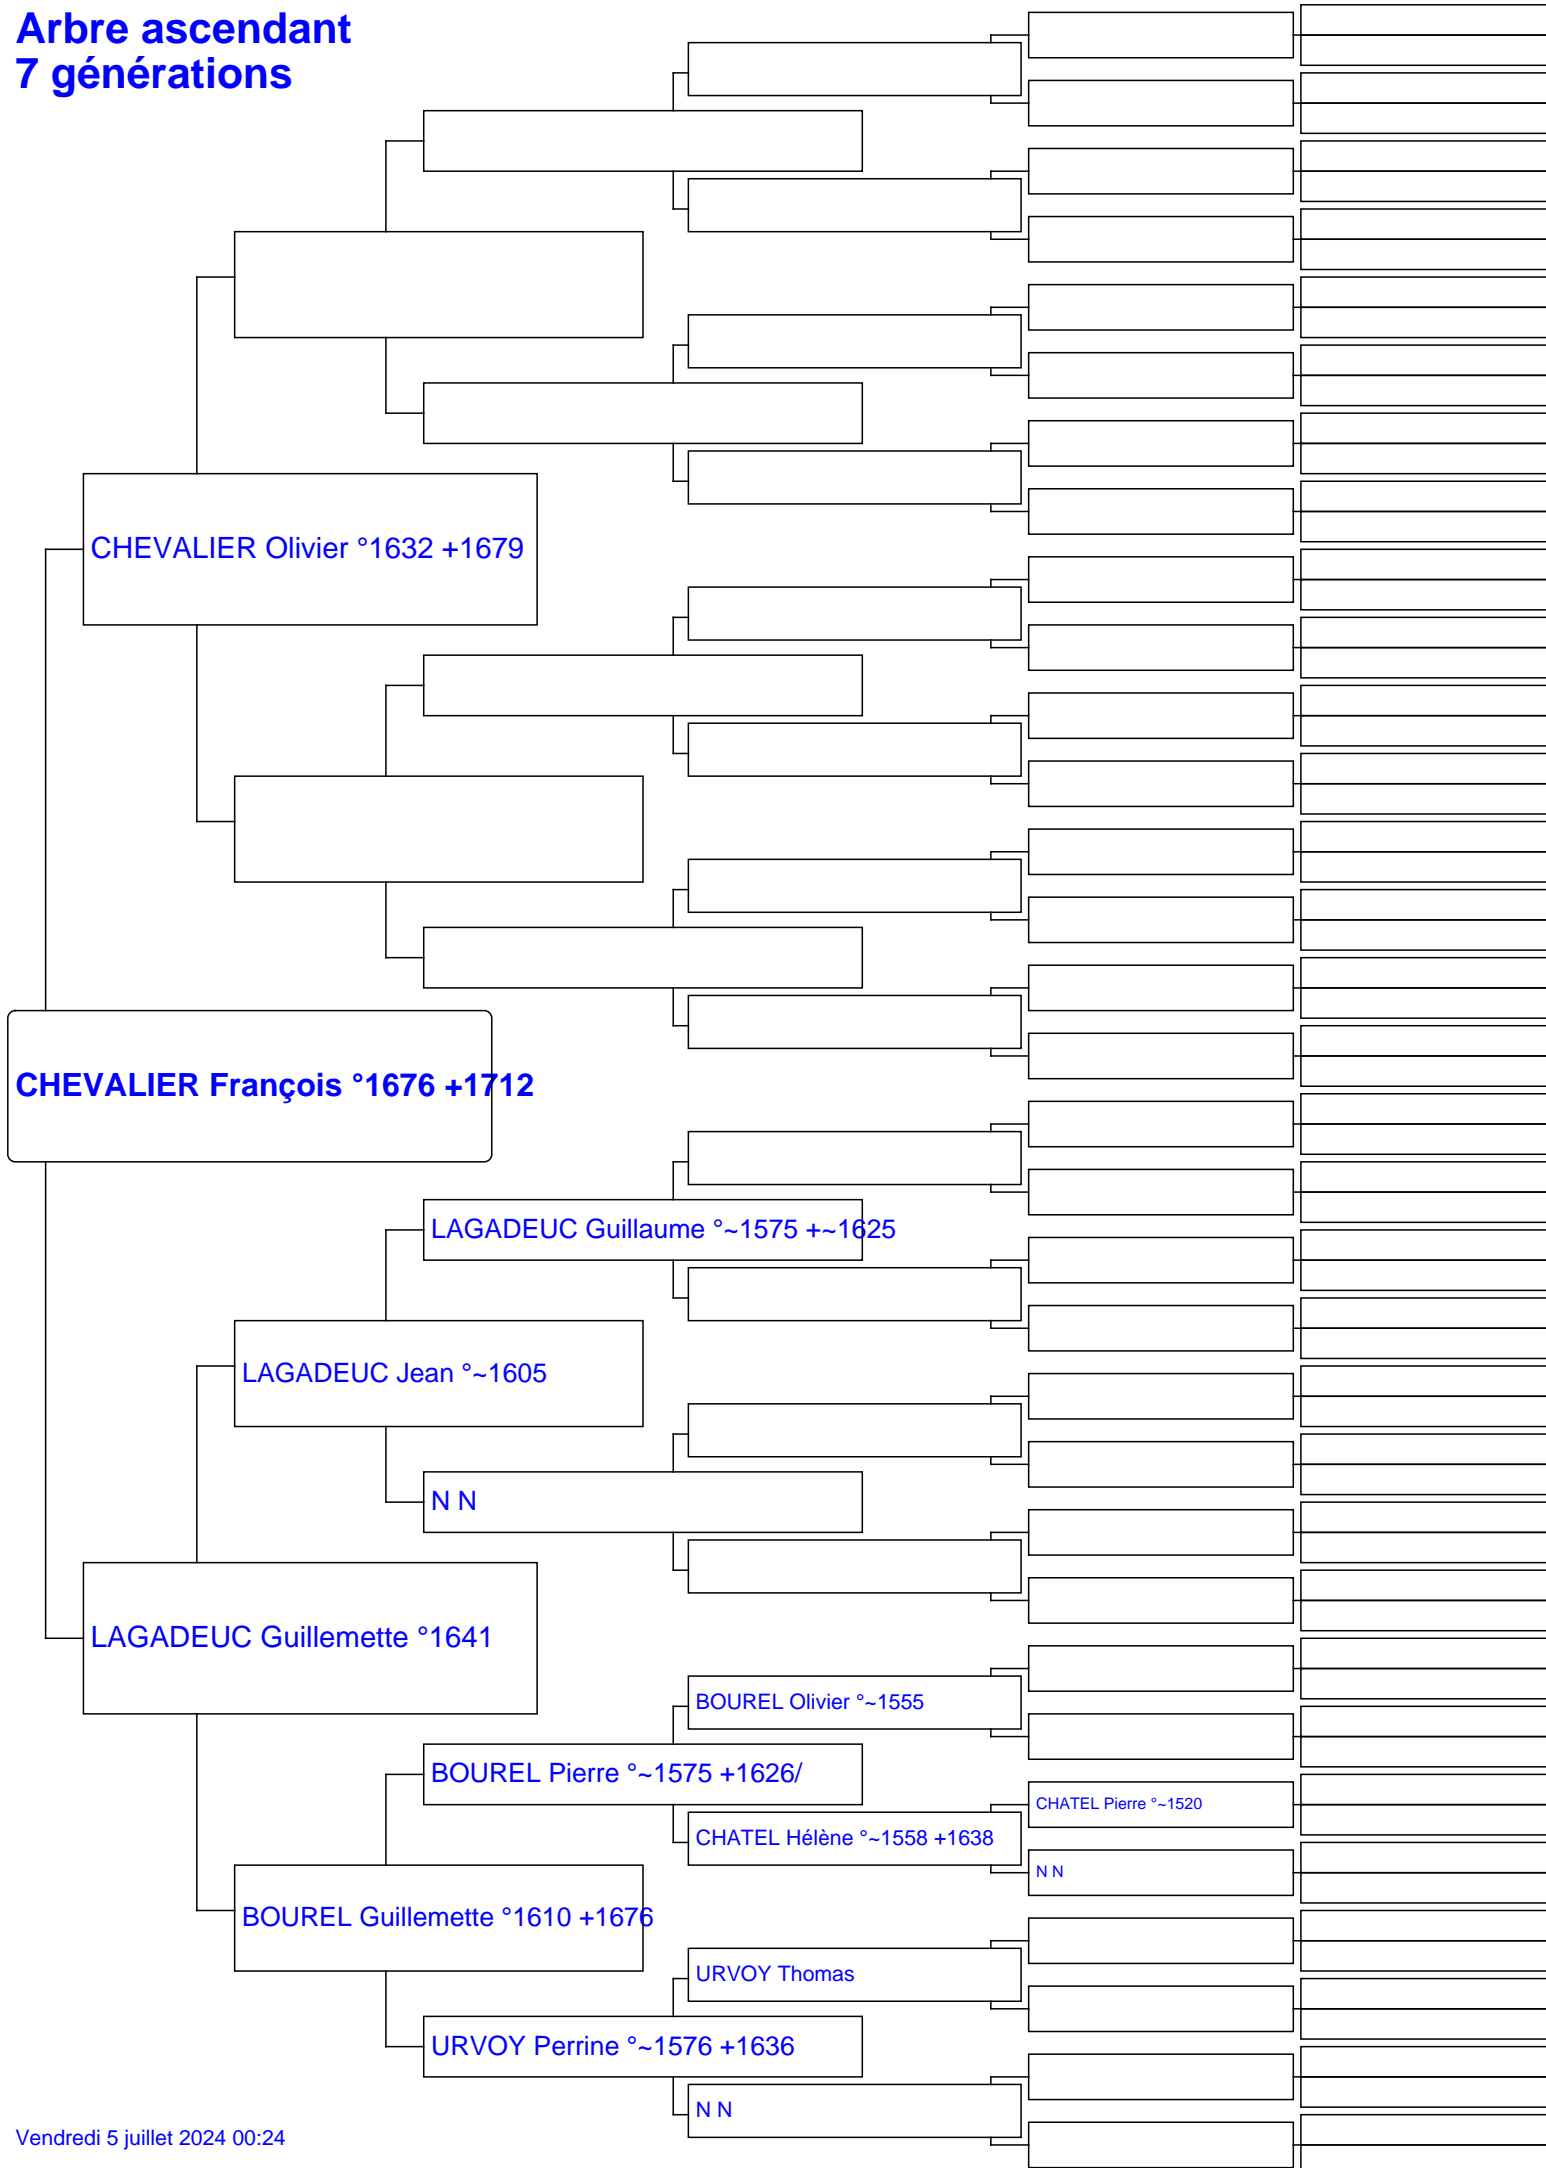 Arbre ascendant
7 générations
CHEVALIER Olivier °1632 +1679
CHEVALIER François °1676 +1712
LAGADEUC Guillaume °~1575 +~1625
LAGADEUC Jean °~1605
N N
LAGADEUC Guillemette °1641
BOUREL Olivier °~1555
BOUREL Pierre °~1575 +1626/
CHATEL Pierre °~1520
CHATEL Hélène °~1558 +1638
N N
BOUREL Guillemette °1610 +1676
URVOY Thomas
URVOY Perrine °~1576 +1636
N N
Vendredi 5 juillet 2024 00:24